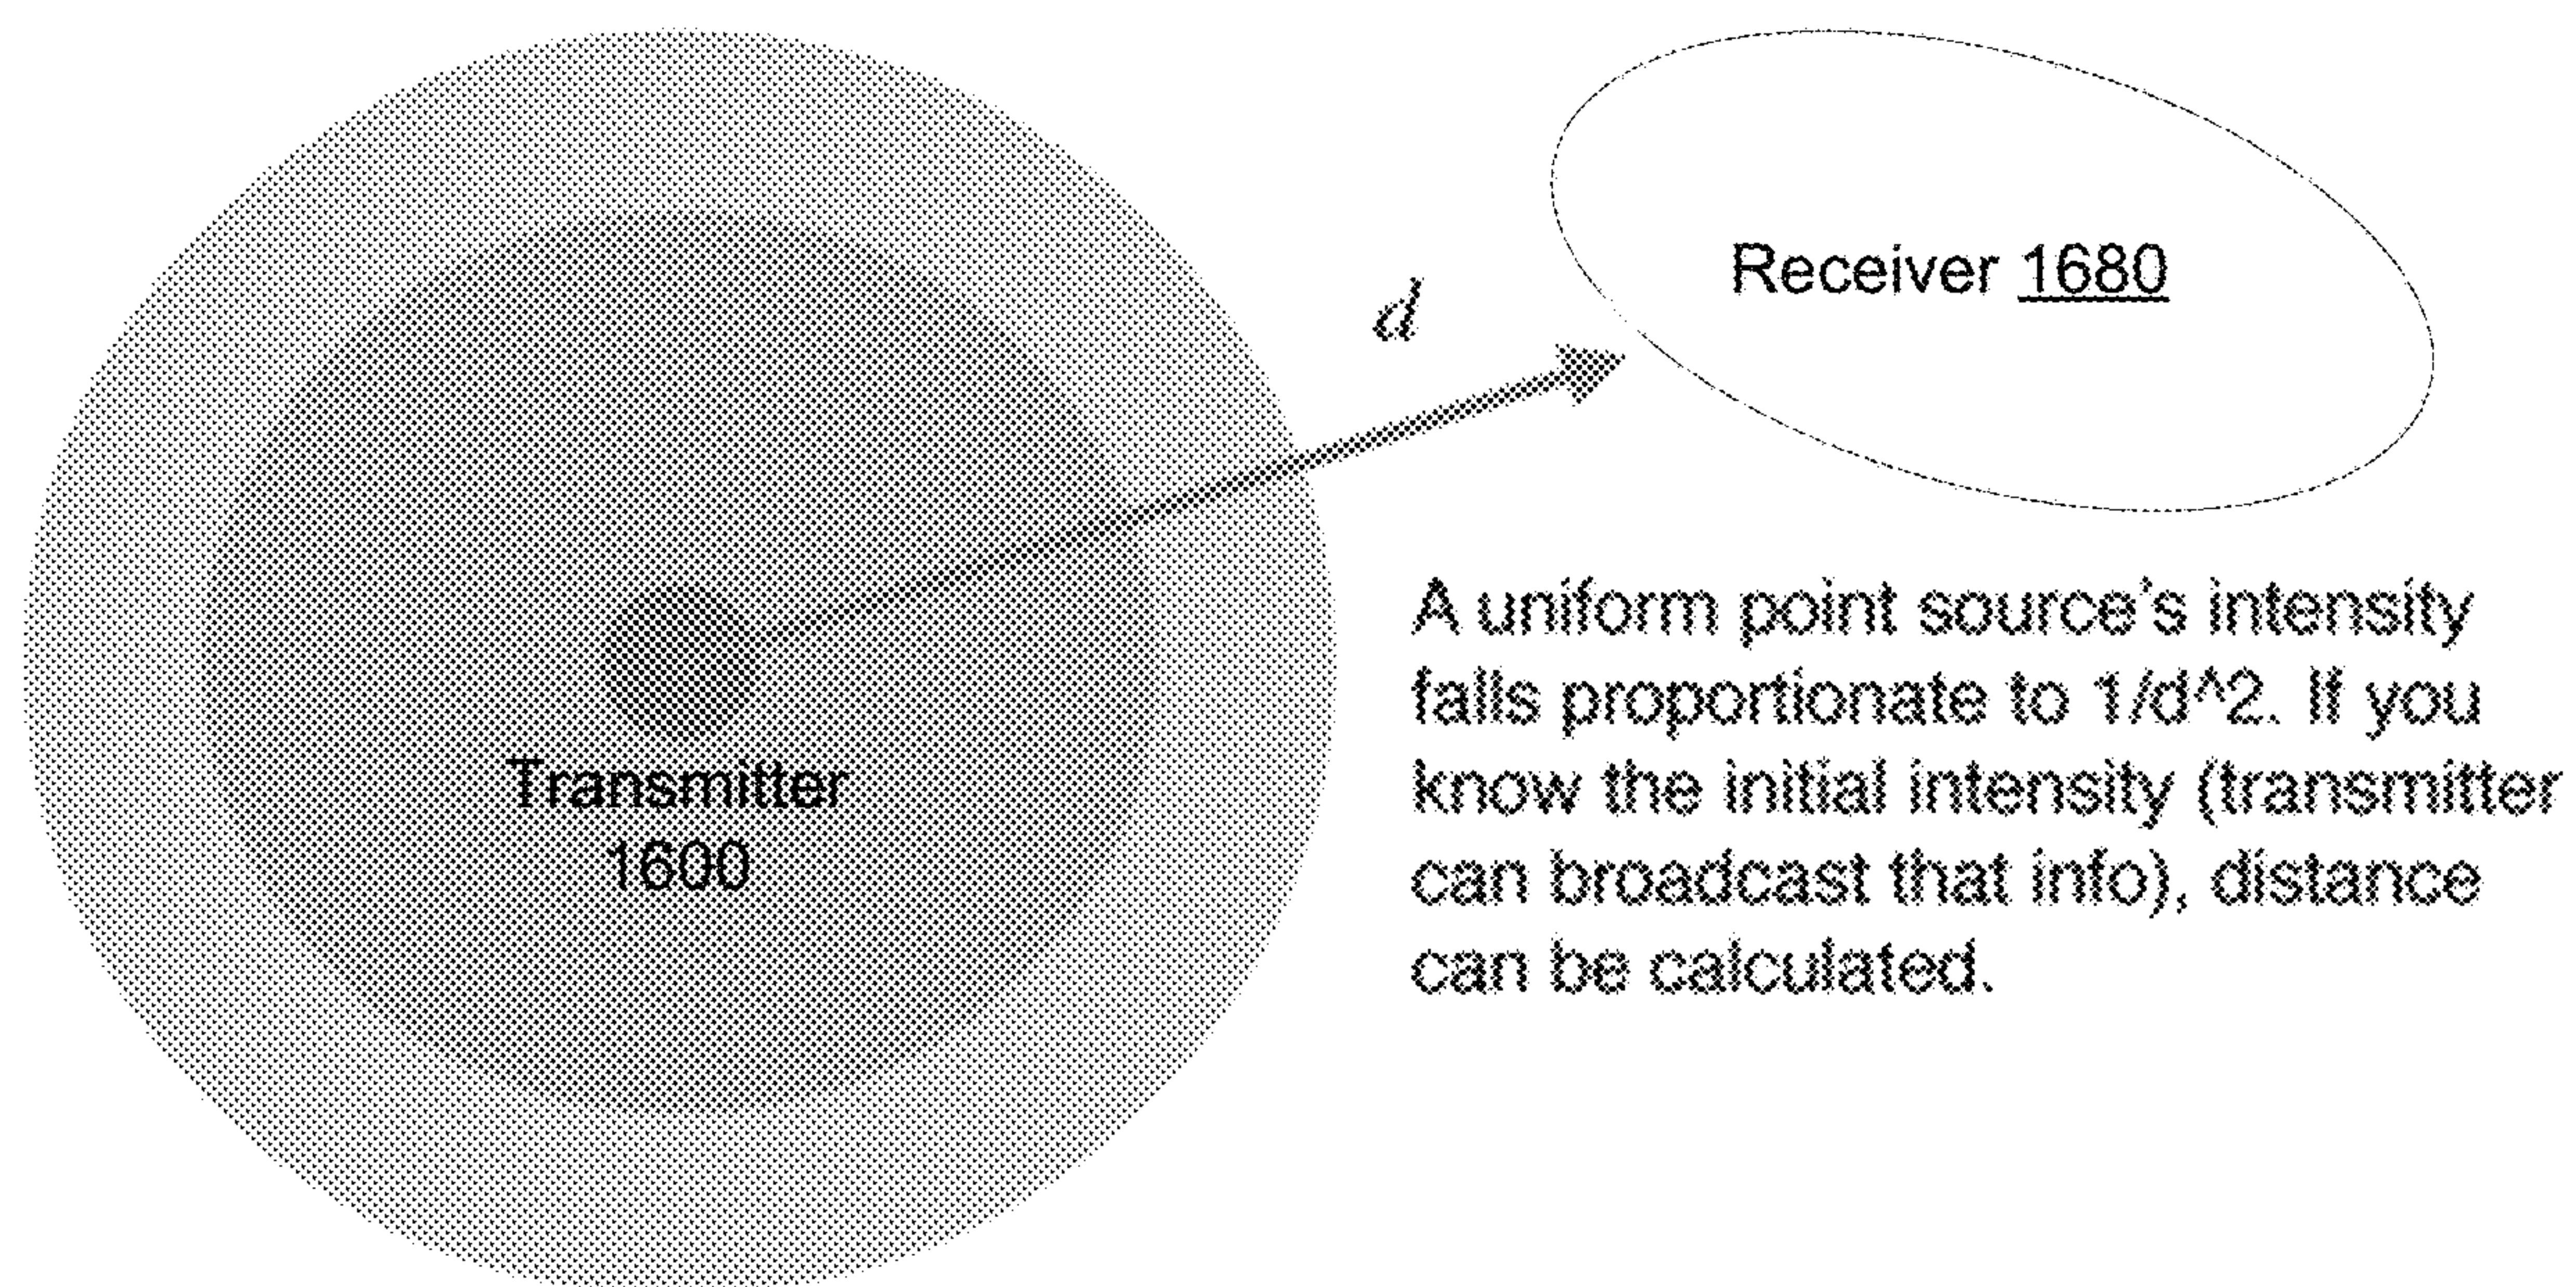 Receiver 1680
d
A uniform point source's intensity
falls proportionate to 1/d^2. If you
know the initial intensity (transmitter
can broadcast that info), distance
can be calculated.
Transmitter
1600